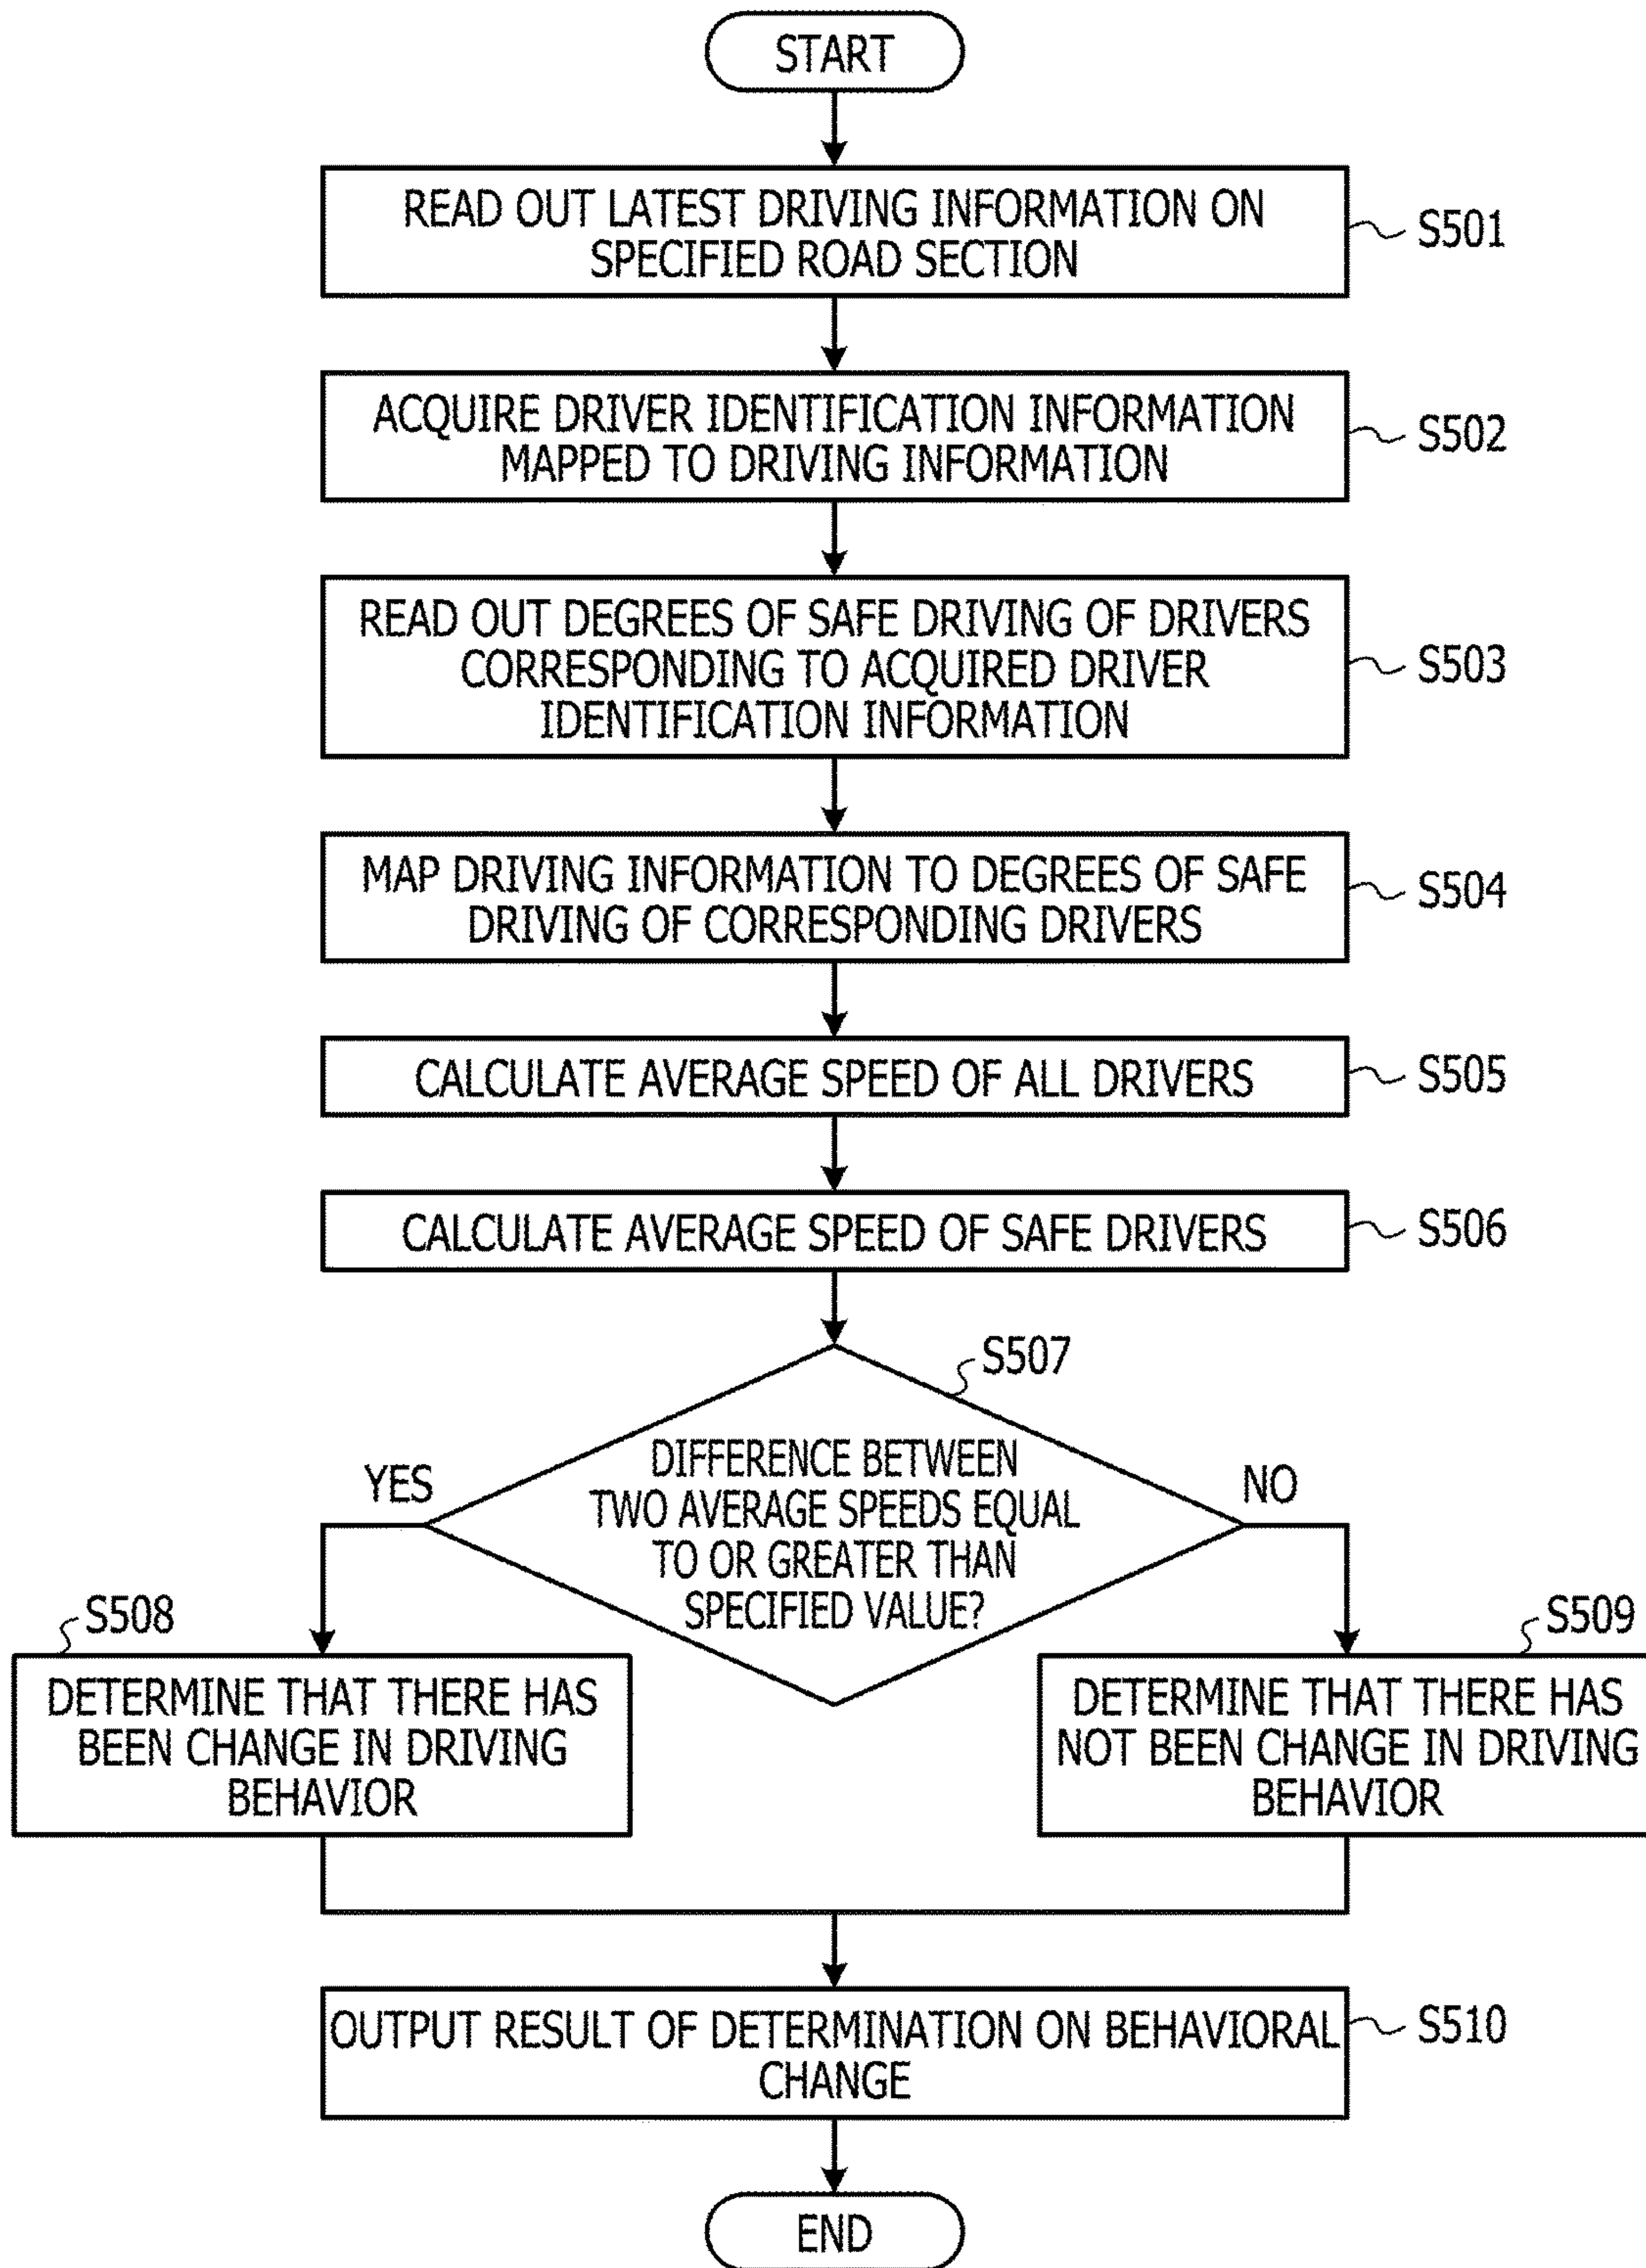 START
READ OUT LATEST DRIVING INFORMATION ON
SPECIFIED ROAD SECTION
S501
ACQUIRE DRIVER IDENTIFICATION INFORMATION
MAPPED TO DRIVING INFORMATION
S502
READ OUT DEGREES OF SAFE DRIVING OF DRIVERS
CORRESPONDING TO ACQUIRED DRIVER
IDENTIFICATION INFORMATION
S503
MAP DRIVING INFORMATION TO DEGREES OF SAFE
DRIVING OF CORRESPONDING DRIVERS
S504
CALCULATE AVERAGE SPEED OF ALL DRIVERS
S505
CALCULATE AVERAGE SPEED OF SAFE DRIVERS
S506
S507
DIFFERENCE BETWEEN
TWO AVERAGE SPEEDS EQUAL
TO OR GREATER THAN
SPECIFIED VALUE?
YES
NO
S508
DETERMINE THAT THERE HAS
BEEN CHANGE IN DRIVING
BEHAVIOR
S509
DETERMINE THAT THERE HAS
NOT BEEN CHANGE IN DRIVING
BEHAVIOR
OUTPUT RESULT OF DETERMINATION ON BEHAVIORAL
CHANGE
S510
END